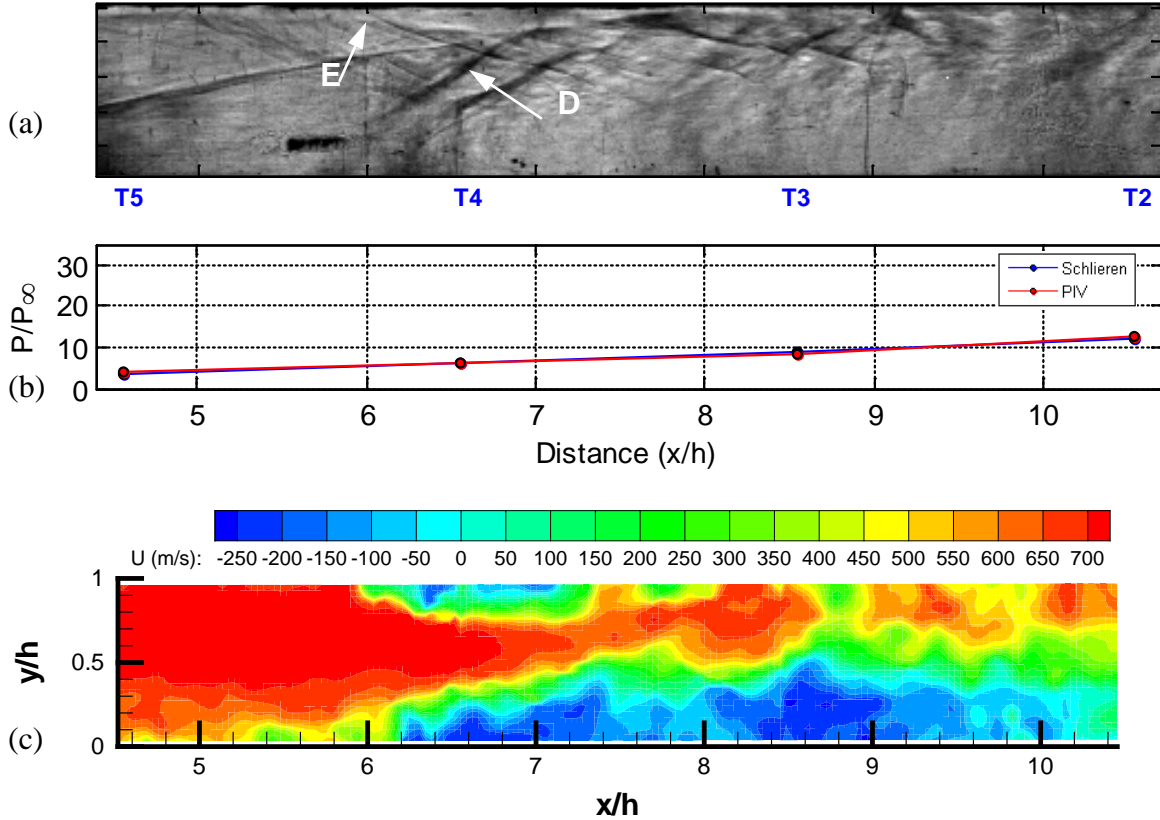 E
D
(a)
T5 T4 T3 T2
30
20
10
0
P/P∞
Schlieren
PIV
(b)
5 6 7 8 9 10
Distance (x/h)
-250 -200 -150 -100 -50 0 50 100 150 200 250 300 350 400 450 500 550 600 650 700
U (m/s):
1
0.5
0
y/h
(c)
5 6 7 8 9 10
x/h